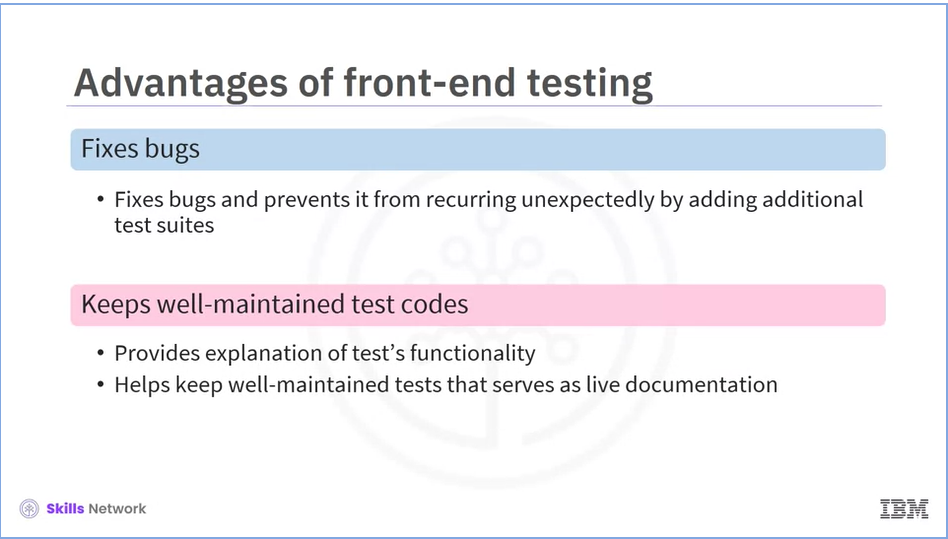 Advantages of front-end testing
Fixes bugs
• Fixes bugs and prevents it from recurring unexpectedly by adding additional
test suites
Keeps well-maintained test codes
• Provides explanation of test’s functionality
• Helps keep well-maintained tests that serves as live documentation
Skills Network
IBM